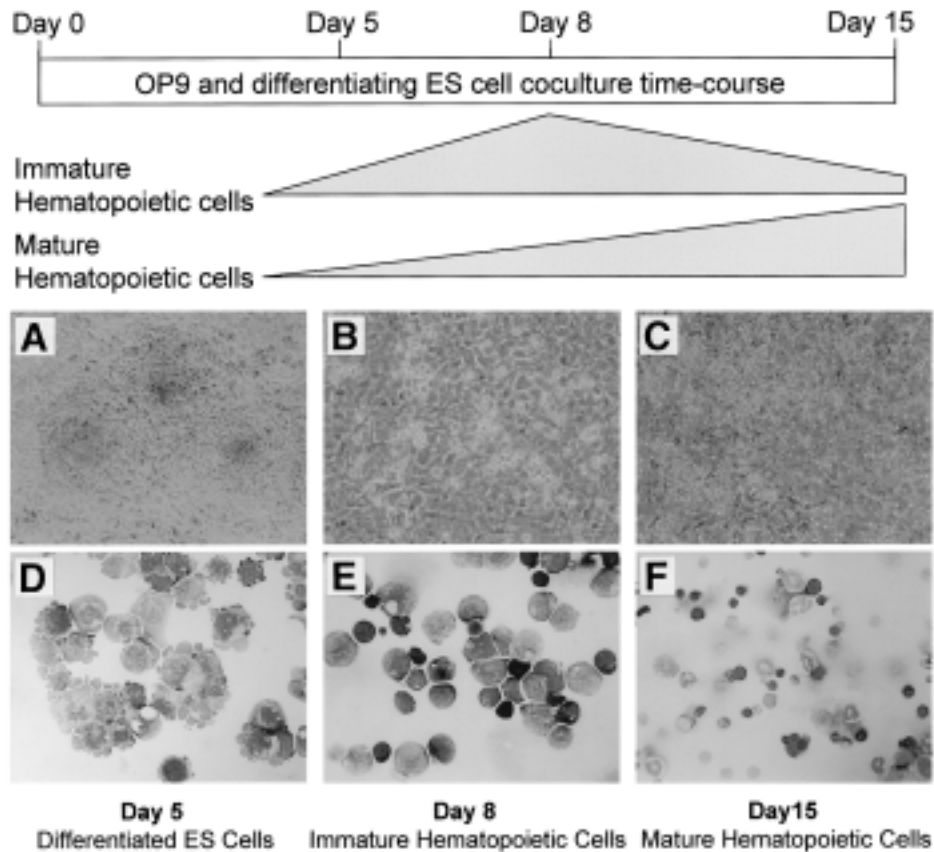 Day 0 Day 5 Day 8 Day 15
OP9 and differentiating ES cell coculture time-course
Immature
Hematopoietic cells
Mature
Hematopoietic cells
A B C
D E F
Day 5 Day 8 Day15
Differentiated ES Cells Immature Hematopoietic Cells Mature Hematopoietic Cells